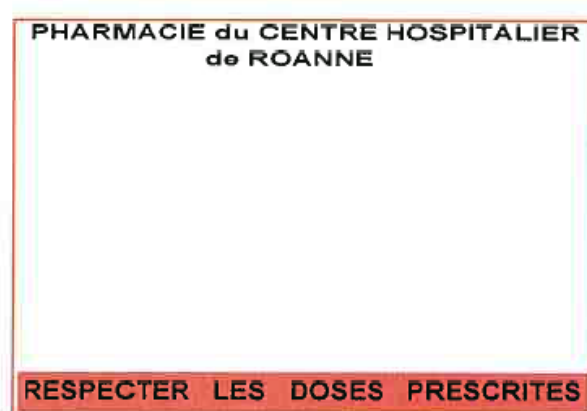 PHARMACIE du CENTRE HOSPITALIER
de ROANNE
RESPECTER LES DOSES PRESCRITES